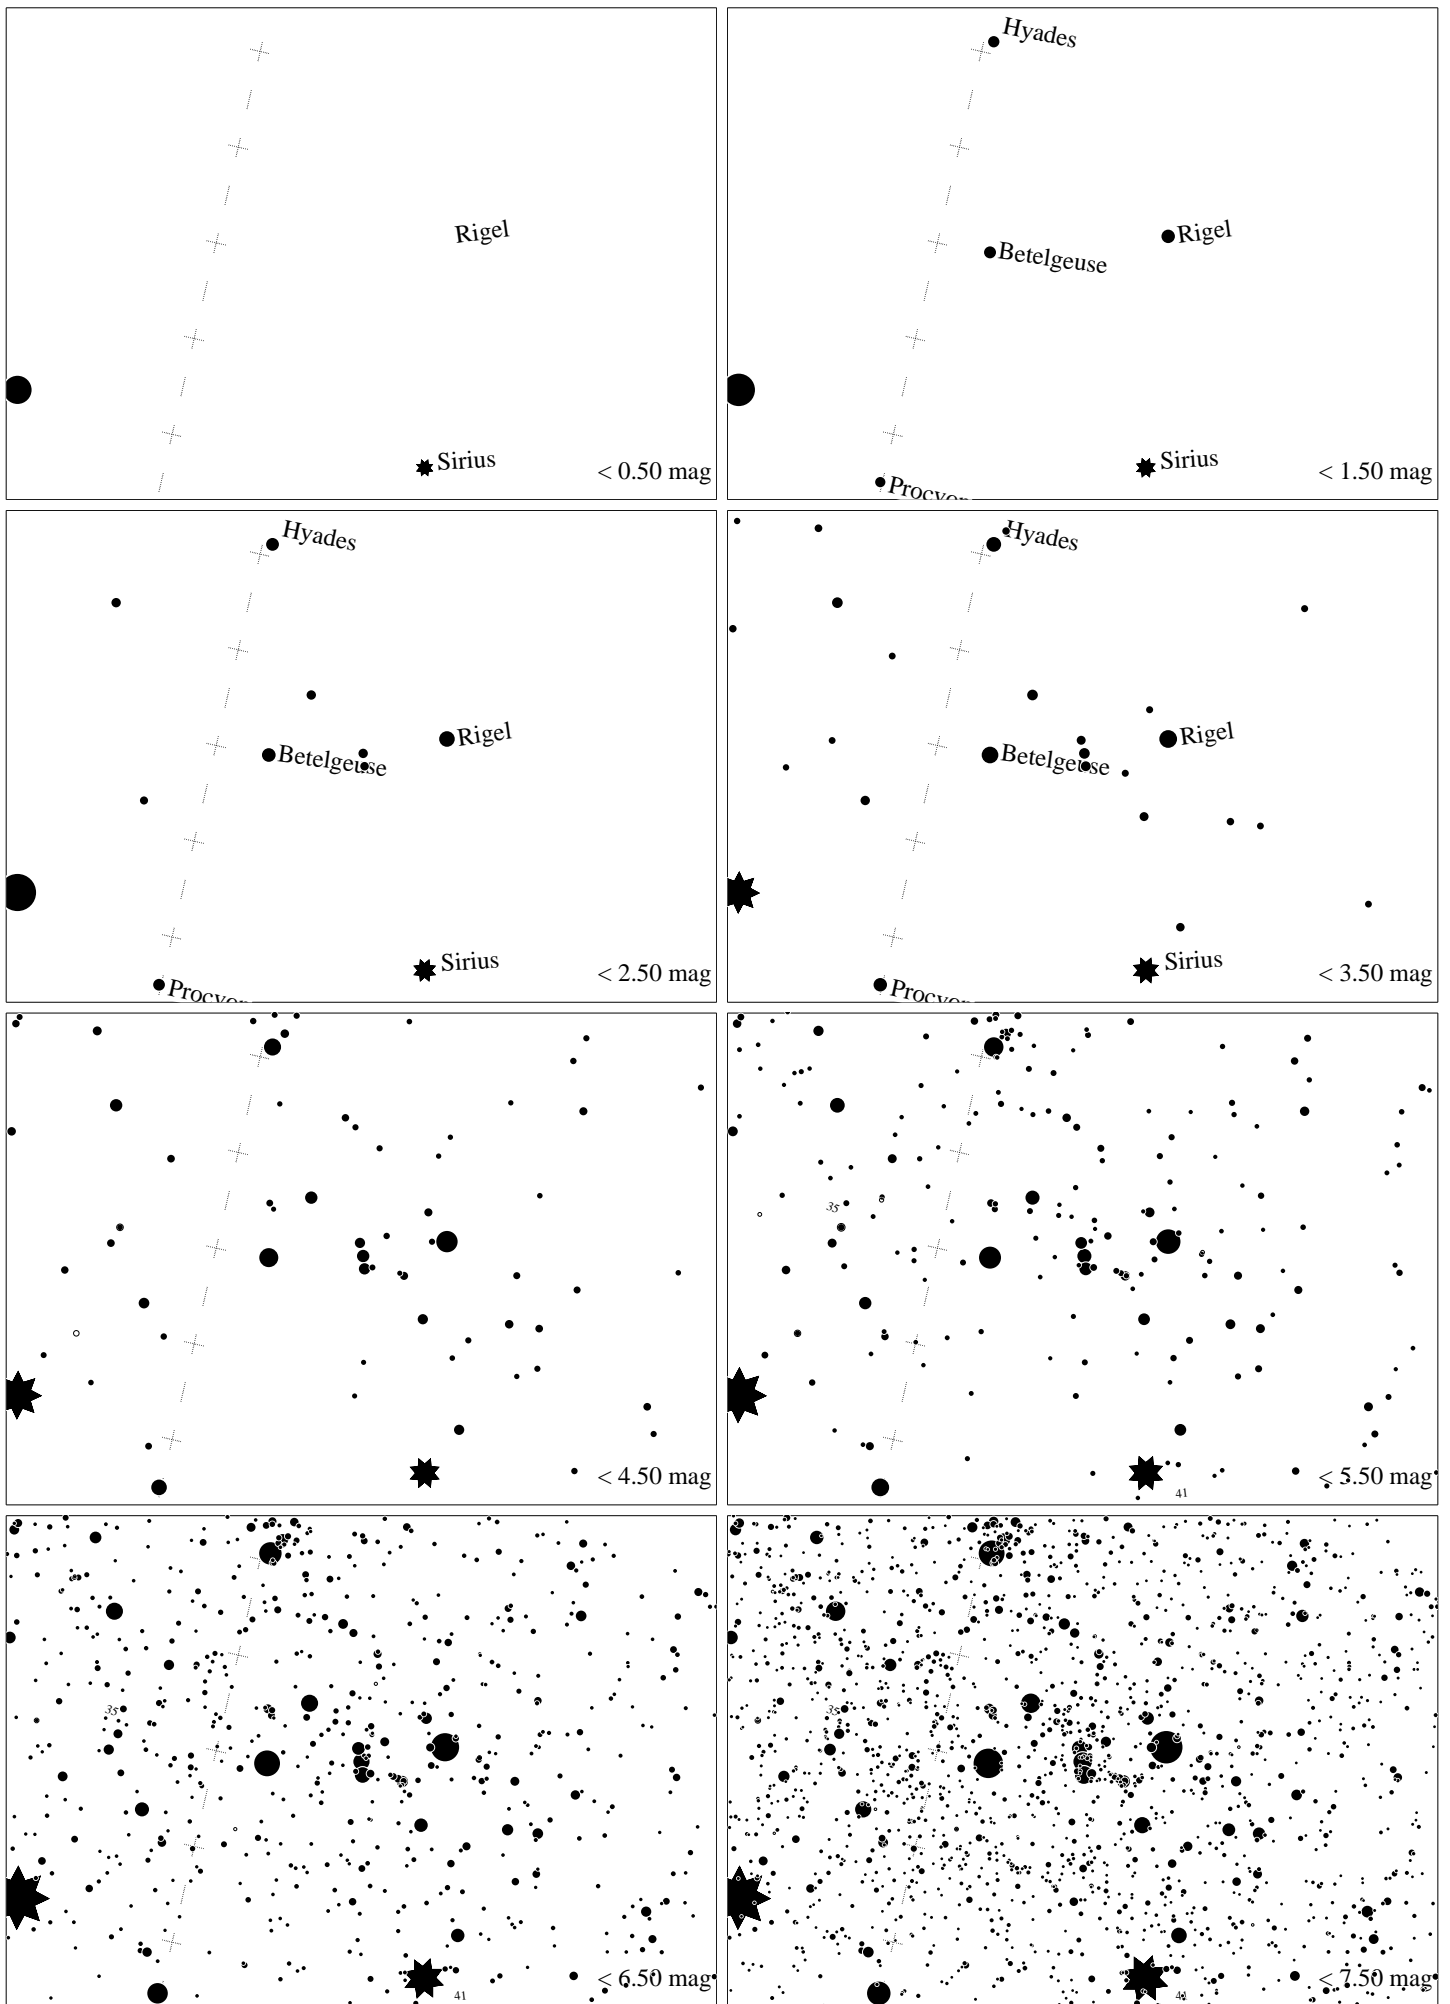 Rigel
Sirius
< 0.50 mag
Hyades
Rigel
Betelgeuse
Sirius
< 1.50 mag
Hyades
Rigel
Betelgeuse
Sirius
< 2.50 mag
Hyades
Rigel
Betelgeuse
Sirius
< 3.50 mag
< 4.50 mag
35
< 5.50 mag
41
35
< 6.50 mag
41
35
< 7.50 mag
41